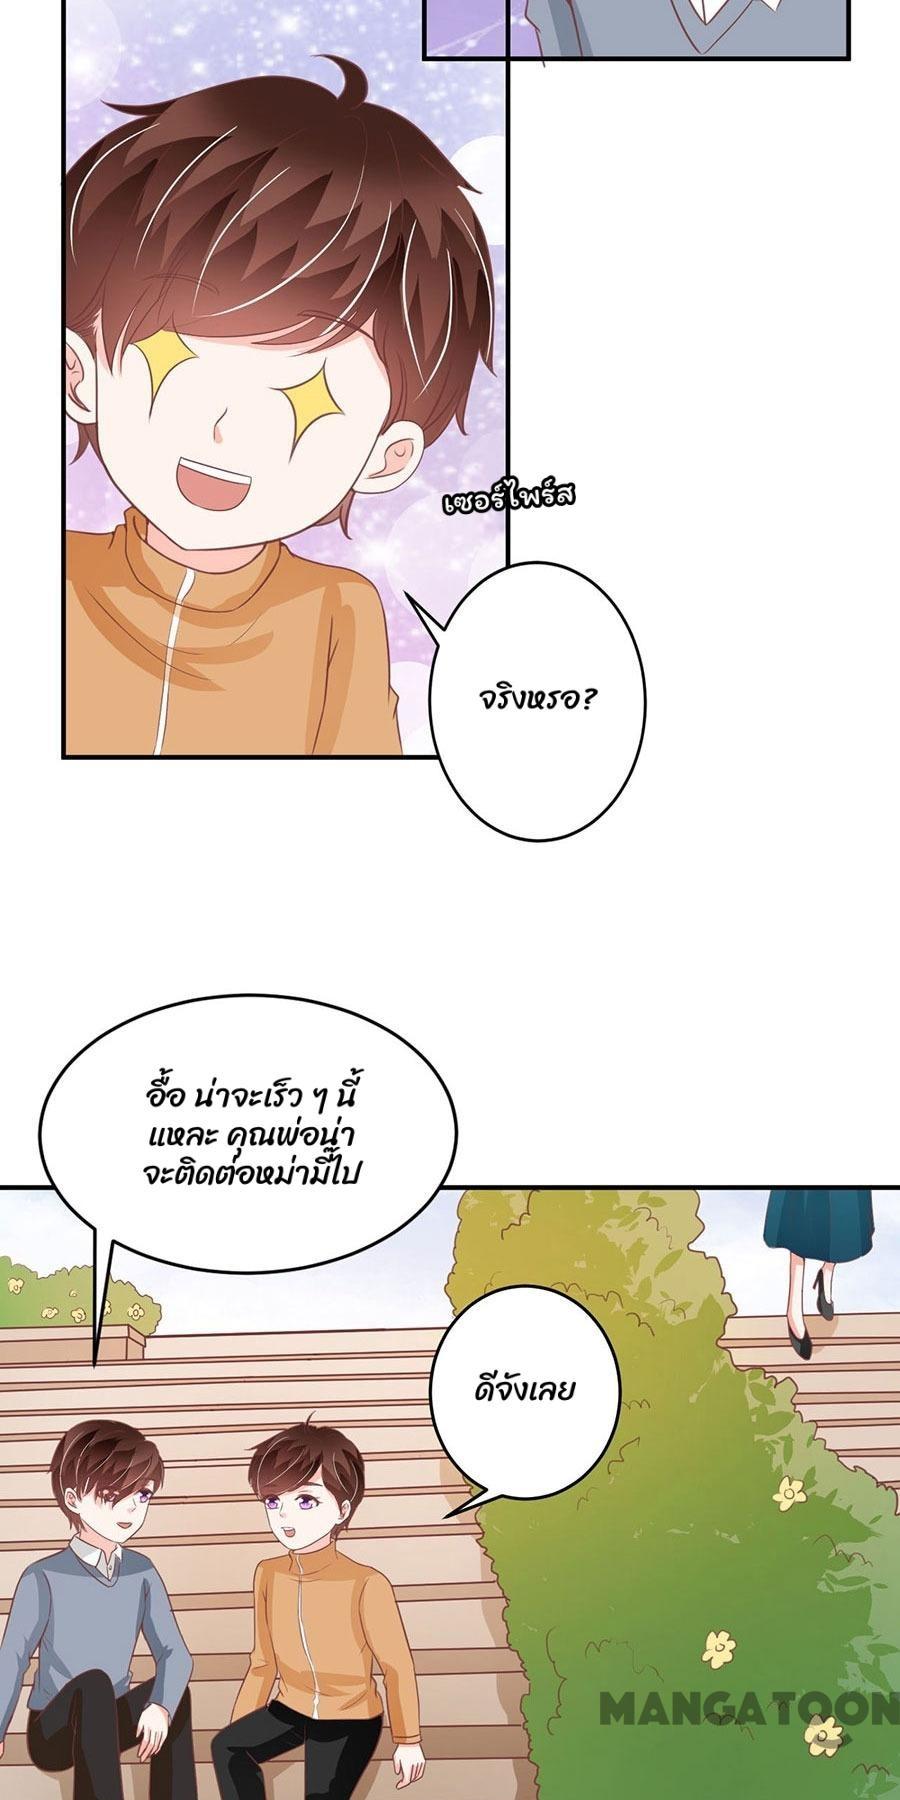 เซอร์ไพร์ส
จริงหรอ?
อื้อ น่าจะเร็ว ๆ นี้
แหละ คุณพ่อน่า
จะติดต่อหม่ามี๊ไป
ดีจังเลย
MANGATOON